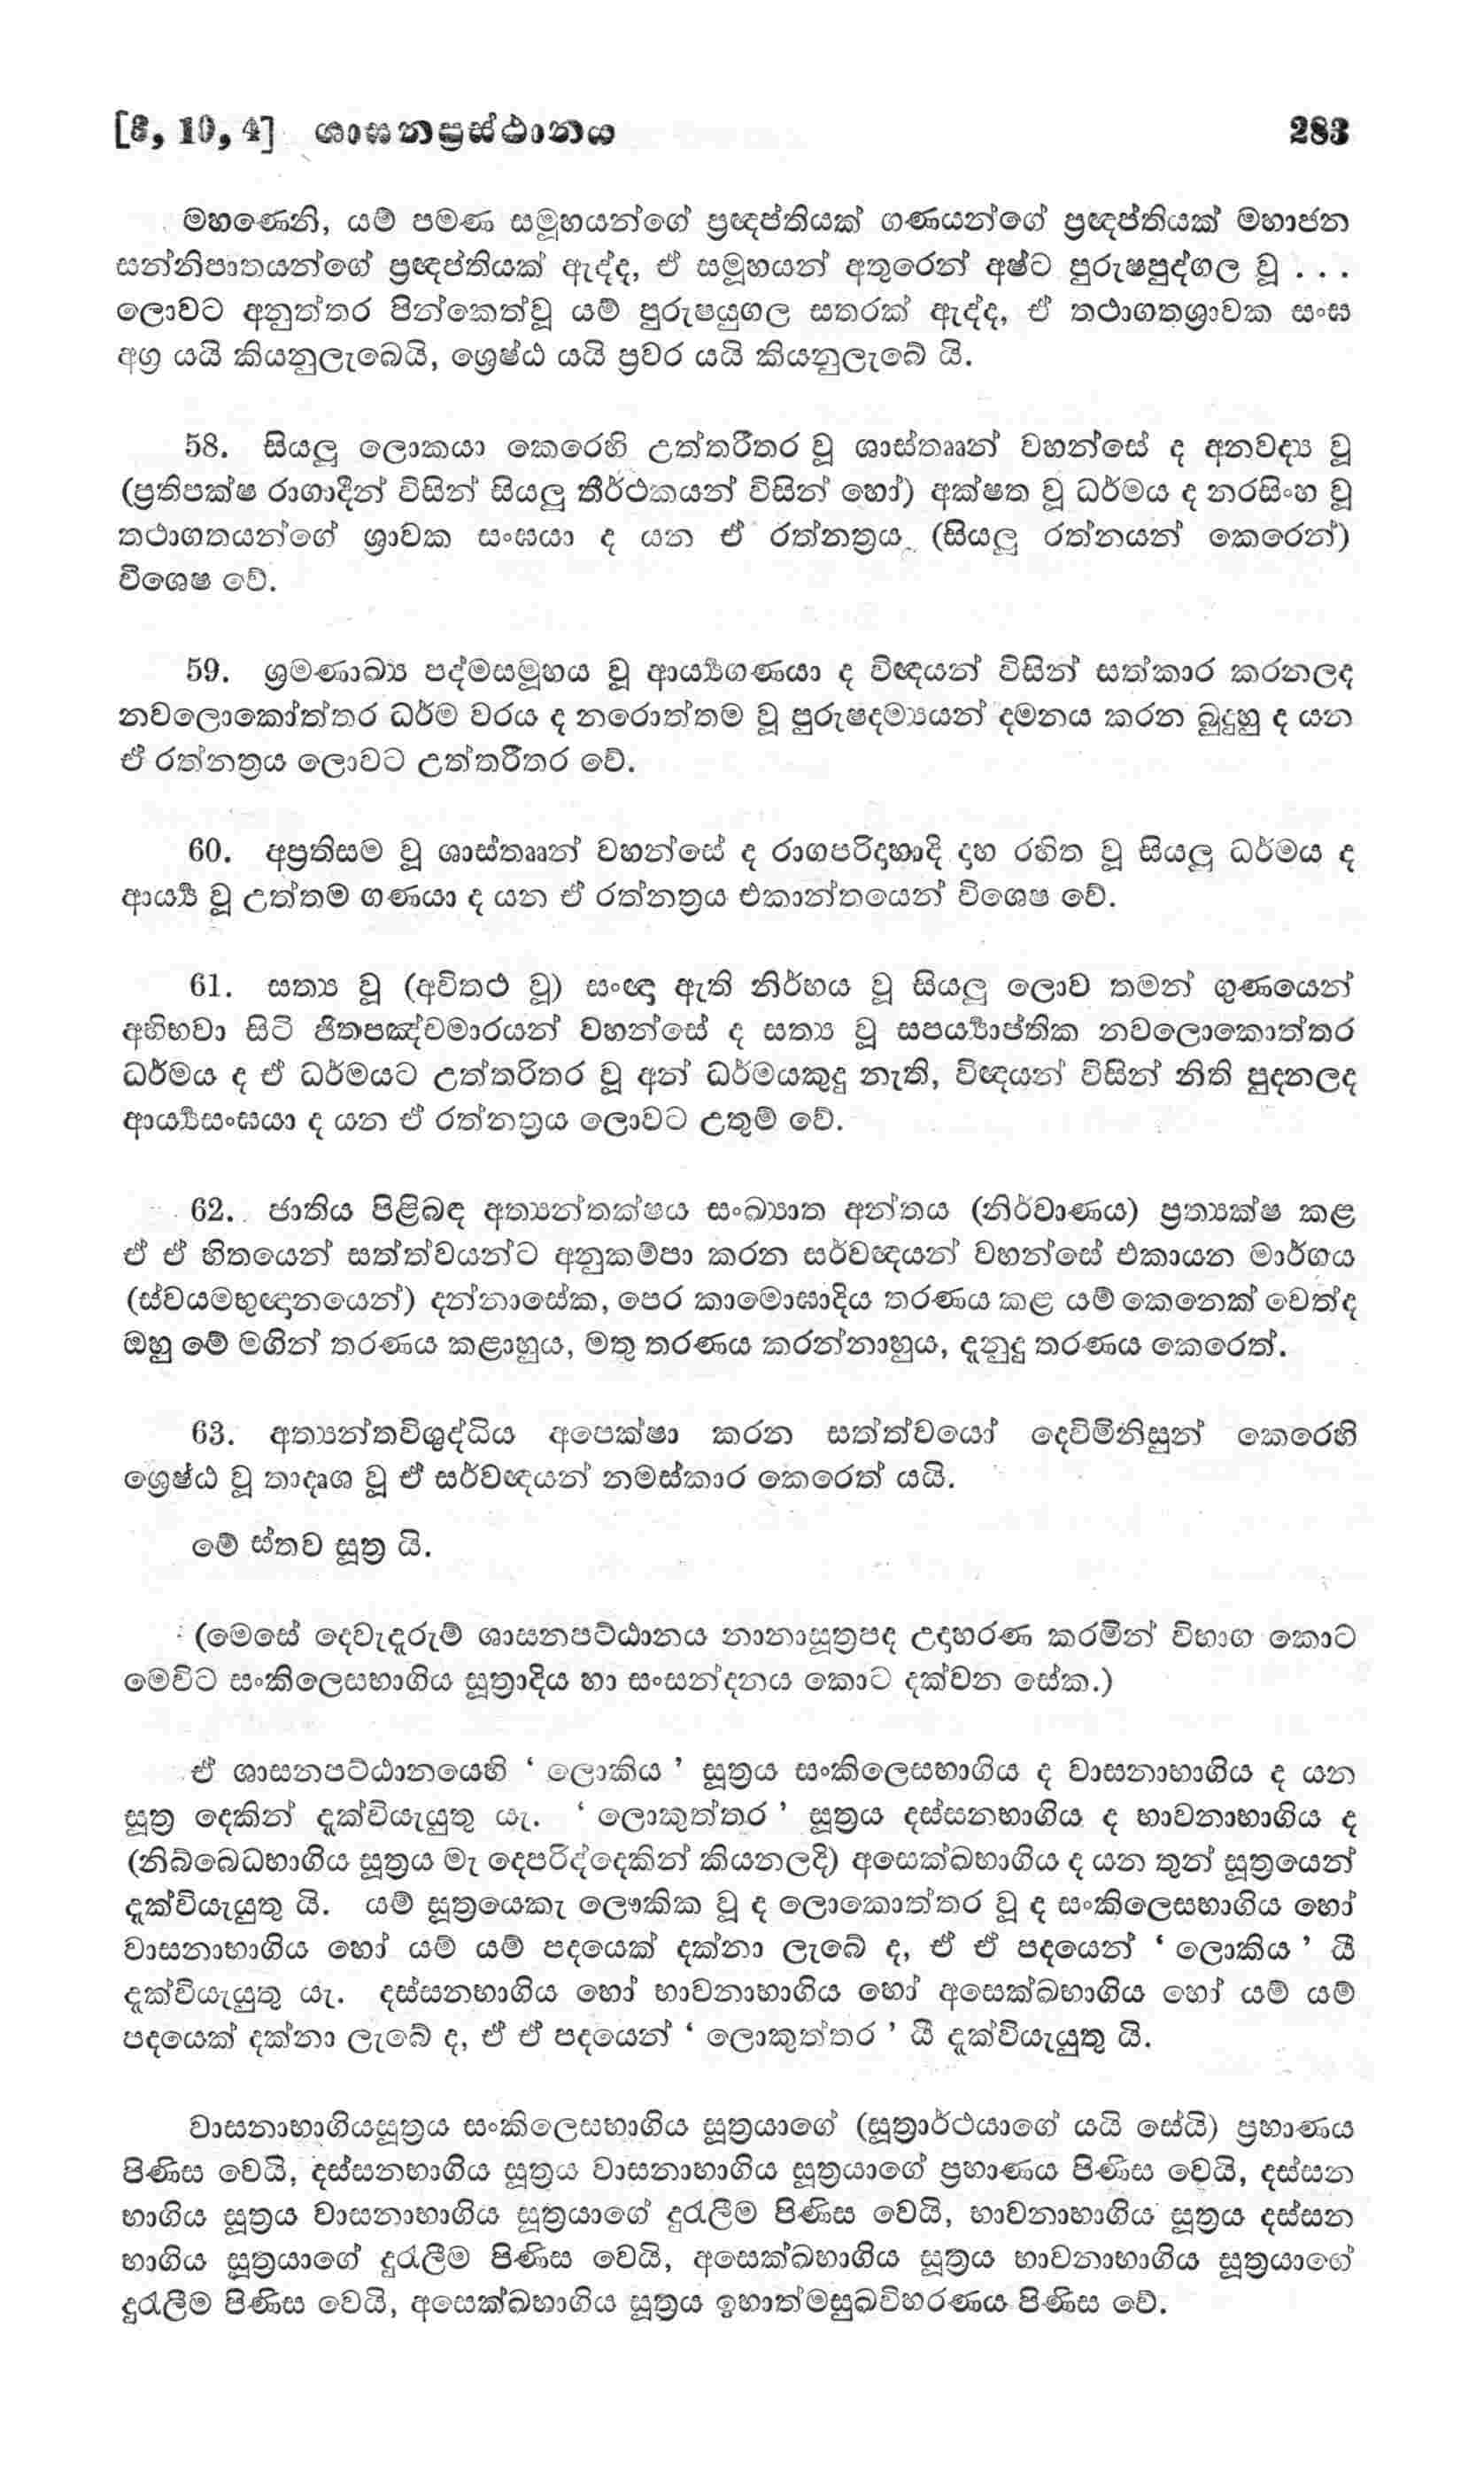 [8, 10, 4] ශාසනප්‍රස්ථානය 283
මහණෙනි, යම් පමණ සමූහයන්ගේ ප්‍රඥප්තියක් ගණයන්ගේ ප්‍රඥප්තියක් මහාජන
සන්නිපාතයන්ගේ ප්‍රඥප්තියක් ඇද්ද, ඒ සමූහයන් අතුරෙන් අෂ්ට පුරුෂපුද්ගල වූ . . .
ලොවට අනුත්තර පින්කෙත්වූ යම් පුරුෂයුගල සතරක් ඇද්ද, ඒ තථාගතශ්‍රාවක සංඝ
අග්‍ර යයි කියනුලැබෙයි, ශ්‍රෙෂ්ඨ යයි ප්‍රවර යයි කියනුලැබේ යි.
58. සියලු ලොකයා කෙරෙහි උත්තරීතර වූ ශාස්තෲන් වහන්සේ ද අනවද්‍ය වූ
(ප්‍රතිපක්ෂ රාගාදීන් විසින් සියලු තීර්ථකයන් විසින් හෝ) අක්ෂත වූ ධර්මය ද නරසිංහ වූ
තථාගතයන්ගේ ශ්‍රාවක සංඝයා ද යන ඒ රත්නත්‍රය (සියලු රත්නයන් කෙරෙන්)
විශෙෂ වේ.
59. ශ්‍රමණාඛ්‍ය පද්මසමූහය වූ ආර්‍ය්‍යගණයා ද විඥයන් විසින් සත්කාර කරනලද
නවලොකෝත්තර ධර්ම වරය ද නරොත්තම වූ පුරුෂදම්‍යයන් දමනය කරන බුදුහු ද යන
ඒ රත්නත්‍රය ලොවට උත්තරීතර වේ.
60. අප්‍රතිසම වූ ශාස්තෲන් වහන්සේ ද රාගපරිදාහාදි දාහ රහිත වූ සියලු ධර්මය ද
ආර්‍ය්‍ය වූ උත්තම ගණයා ද යන ඒ රත්නත්‍රය එකාන්තයෙන් විශෙෂ වේ.
61. සත්‍ය වූ (අවිතථ වූ) සංඥා ඇති නිර්භය වූ සියලු ලොව තමන් ගුණයෙන්
අභිභවා සිටි ජිතපඤ්චමාරයන් වහන්සේ ද සත්‍ය වූ සපර්‍ය්‍යාප්තික නවලොකොත්තර
ධර්මය ද ඒ ධර්මයට උත්තරීතර වූ අන් ධර්මයකුදු නැති, විඥයන් විසින් නිති පුදනලද
ආර්‍ය්‍යසංඝයා ද යන ඒ රත්නත්‍රය ලොවට උතුම් වේ.
62. ජාතිය පිළිබඳ අත්‍යන්තක්ෂය සංඛ්‍යාත අන්තය (නිර්වාණය) ප්‍රත්‍යක්ෂ කළ
ඒ ඒ හිතයෙන් සත්ත්වයන්ට අනුකම්පා කරන සර්වඥයන් වහන්සේ එකායන මාර්ගය
(ස්වයම්භුඥානයෙන්) දන්නාසේක, පෙර කාමොඝාදිය තරණය කළ යම් කෙනෙක් වෙත්ද
ඔහු මේ මගින් තරණය කළාහුය, මතු තරණය කරන්නාහුය, දැනුදු තරණය කෙරෙත්.
63. අත්‍යන්තවිශුද්ධිය අපෙක්ෂා කරන සත්ත්වයෝ දෙවිමිනිසුන් කෙරෙහි
ශ්‍රෙෂ්ඨ වූ තාදෘශ වූ ඒ සර්වඥයන් නමස්කාර කෙරෙත් යයි.
මේ ස්තව සූත්‍ර යි.
(මෙසේ දෙවැදෑරුම් ශාසනපට්ඨානය නානාසූත්‍රපද උදාහරණ කරමින් විභාග කොට
මෙවිට සංකිලෙසභාගිය සූත්‍රාදිය හා සංසන්දනය කොට දක්වන සේක.)
ඒ ශාසනපට්ඨානයෙහි ‘ ලොකිය ’ සූත්‍රය සංකිලෙසභාගිය ද වාසනාභාගිය ද යන
සූත්‍ර දෙකින් දැක්වියැයුතු යැ. ‘ ලොකුත්තර ’ සූත්‍රය දස්සනභාගිය ද භාවනාභාගිය ද
(නිබ්බෙධභාගිය සූත්‍රය මැ දෙපරිද්දෙකින් කියනලදි) අසෙක්ඛභාගිය ද යන තුන් සූත්‍රයෙන්
දැක්වියැයුතු යි. යම් සූත්‍රයෙකැ ලෞකික වූ ද ලොකොත්තර වූ ද සංකිලෙසභාගිය හෝ
වාසනාභාගිය හෝ යම් යම් පදයෙක් දක්නා ලැබේ ද, ඒ ඒ පදයෙන් ‘ ලොකිය ’ යී
දැක්වියැයුතු යැ. දස්සනභාගිය හෝ භාවනාභාගිය හෝ අසෙක්ඛභාගිය හෝ යම් යම්
පදයෙක් දක්නා ලැබේ ද, ඒ ඒ පදයෙන් ‘ ලොකුත්තර ’ යී දැක්වියැයුතු යි.
වාසනාභාගියසූත්‍රය සංකිලෙසභාගිය සූත්‍රයාගේ (සූත්‍රාර්ථයාගේ යයි සේයි) ප්‍රහාණය
පිණිස වෙයි, දස්සනභාගිය සූත්‍රය වාසනාභාගිය සූත්‍රයාගේ ප්‍රහාණය පිණිස වෙයි, දස්සන
භාගිය සූත්‍රය වාසනාභාගිය සූත්‍රයාගේ දුරලීම පිණිස වෙයි, භාවනාභාගිය සූත්‍රය දස්සන
භාගිය සූත්‍රයාගේ දුරලීම පිණිස වෙයි, අසෙක්ඛභාගිය සූත්‍රය භාවනාභාගිය සූත්‍රයාගේ
දුරලීම පිණිස වෙයි, අසෙක්ඛභාගිය සූත්‍රය ඉහාත්මසුඛවිහරණය පිණිස වේ.